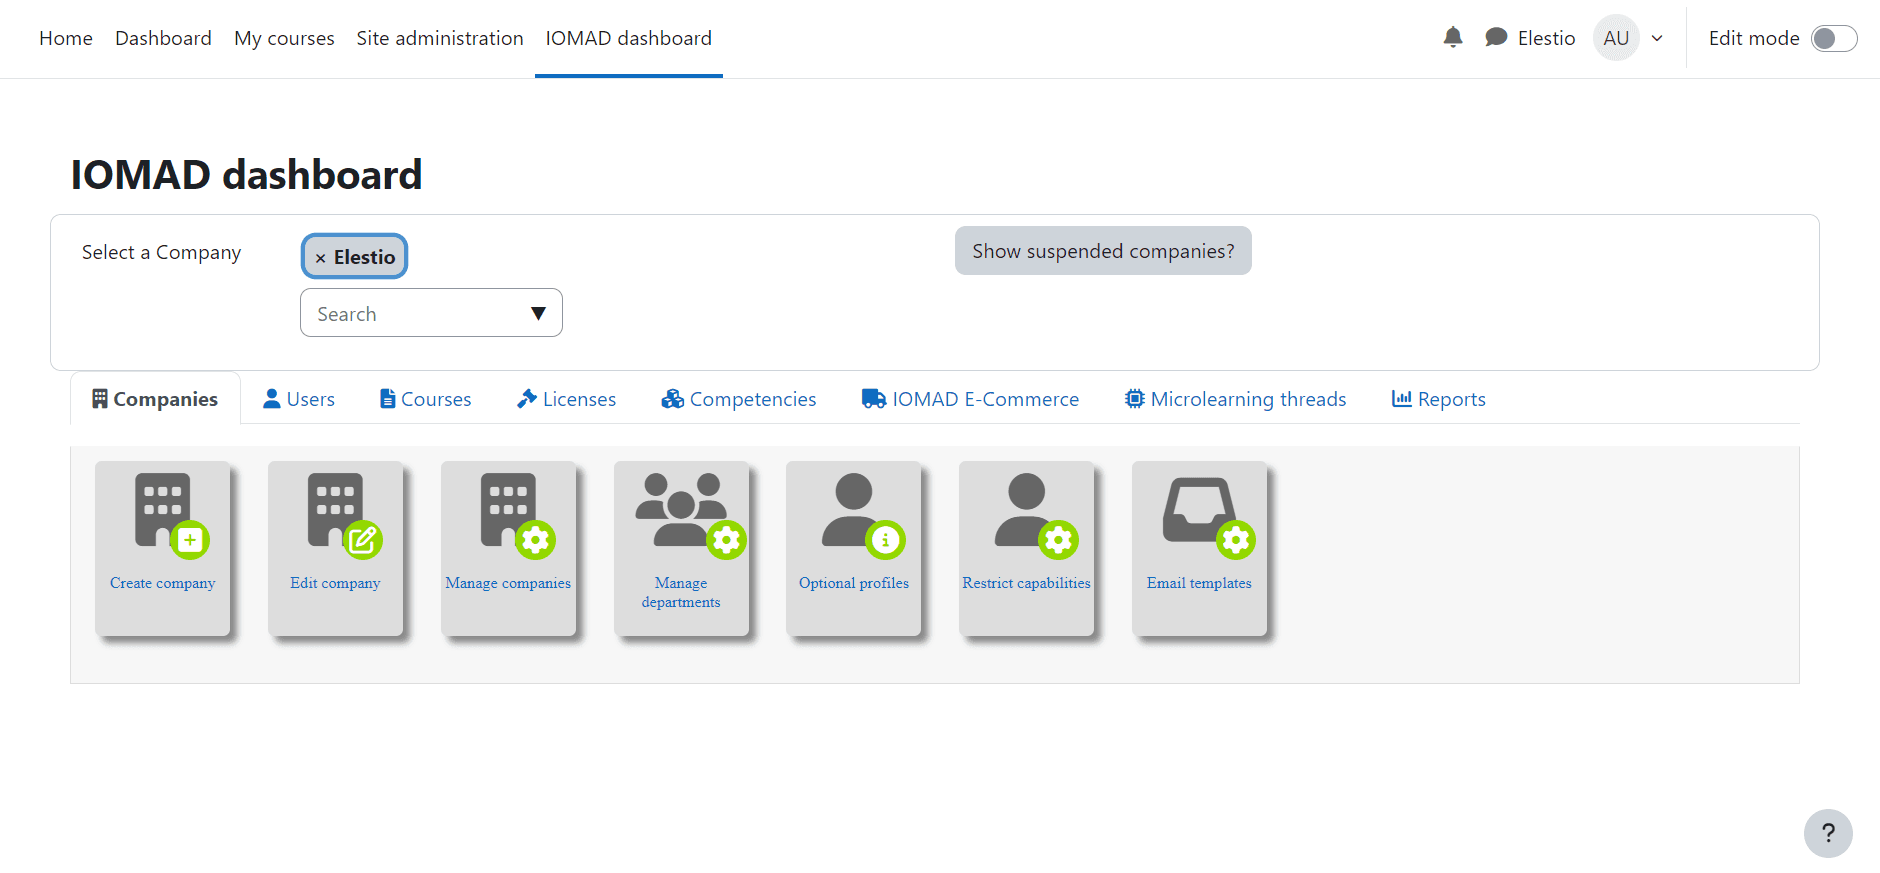 Home Dashboard My courses Site administration IOMAD dashboard Elestio AU Edit mode
IOMAD dashboard
Select a Company × Elestio Show suspended companies?
Search ▼
Companies Users Courses Licenses Competencies IOMAD E-Commerce Microlearning threads Reports
Create company Edit company Manage companies Manage Optional profiles Restrict capabilities Email templates
departments
?